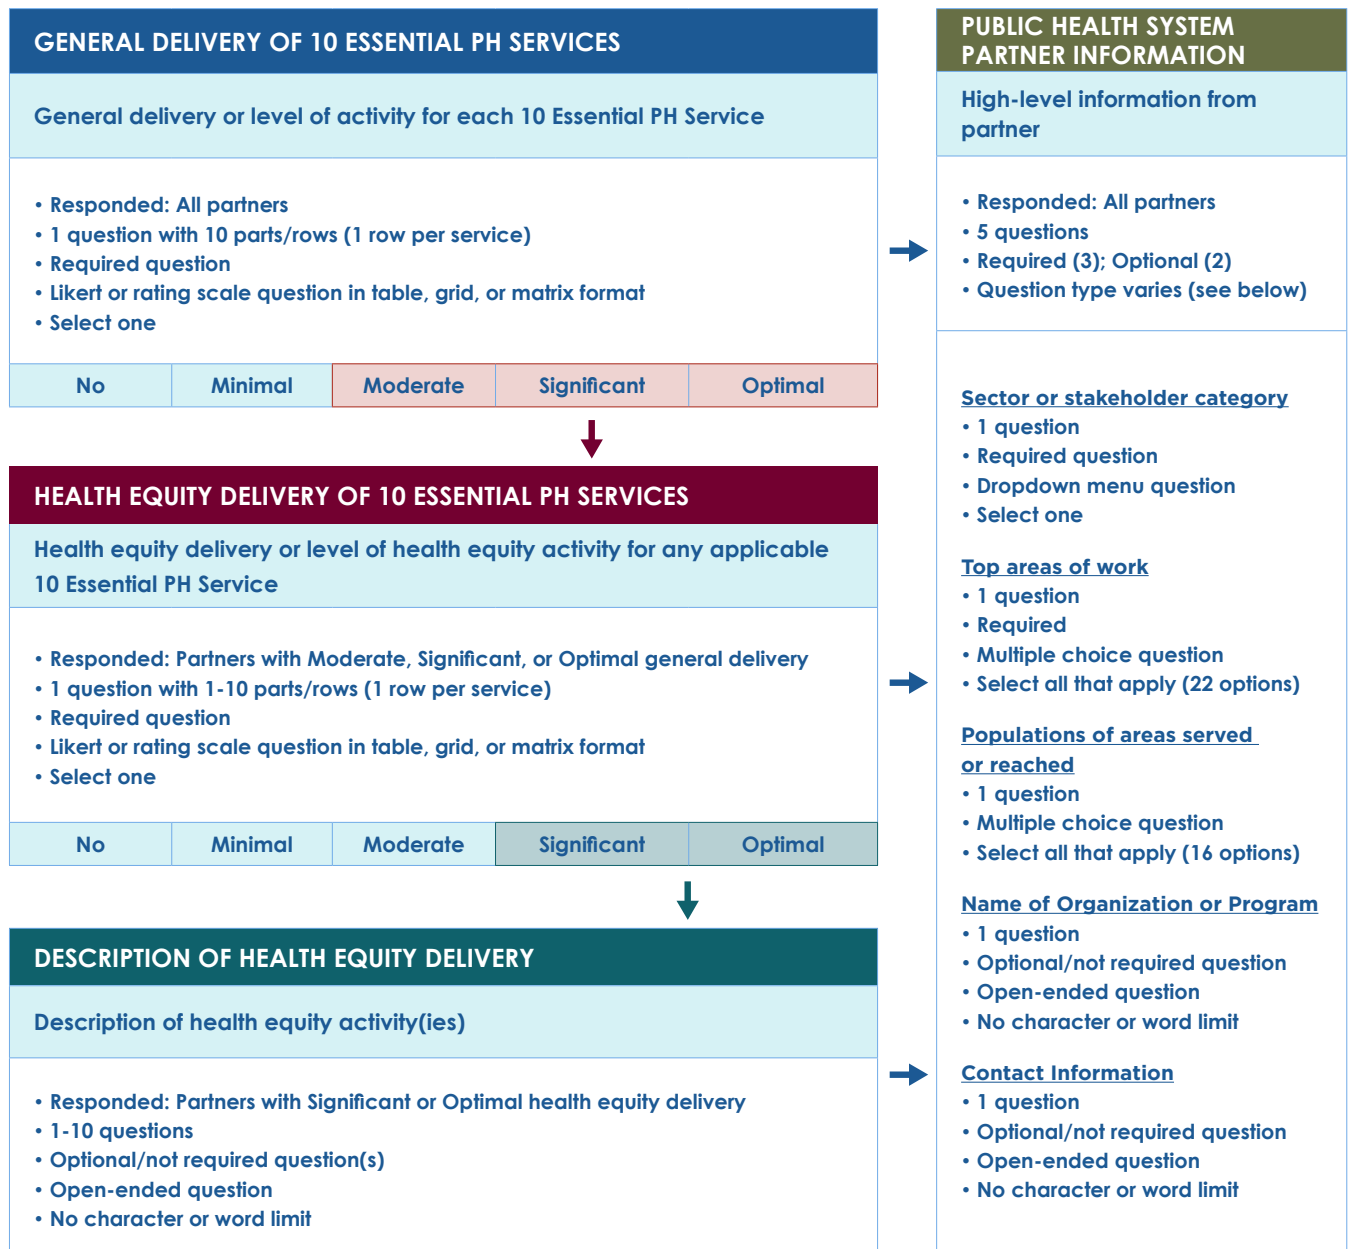 GENERAL DELIVERY OF 10 ESSENTIAL PH SERVICES
General delivery or level of activity for each 10 Essential PH Service
• Responded: All partners
• 1 question with 10 parts/rows (1 row per service)
• Required question
• Likert or rating scale question in table, grid, or matrix format
• Select one
No Minimal Moderate Significant Optimal
HEALTH EQUITY DELIVERY OF 10 ESSENTIAL PH SERVICES
Health equity delivery or level of health equity activity for any applicable
10 Essential PH Service
• Responded: Partners with Moderate, Significant, or Optimal general delivery
• 1 question with 1-10 parts/rows (1 row per service)
• Required question
• Likert or rating scale question in table, grid, or matrix format
• Select one
No Minimal Moderate Significant Optimal
DESCRIPTION OF HEALTH EQUITY DELIVERY
Description of health equity activity(ies)
• Responded: Partners with Significant or Optimal health equity delivery
• 1-10 questions
• Optional/not required question(s)
• Open-ended question
• No character or word limit
PUBLIC HEALTH SYSTEM
PARTNER INFORMATION
High-level information from
partner
• Responded: All partners
• 5 questions
• Required (3); Optional (2)
• Question type varies (see below)
Sector or stakeholder category
• 1 question
• Required question
• Dropdown menu question
• Select one
Top areas of work
• 1 question
• Required
• Multiple choice question
• Select all that apply (22 options)
Populations of areas served
or reached
• 1 question
• Multiple choice question
• Select all that apply (16 options)
Name of Organization or Program
• 1 question
• Optional/not required question
• Open-ended question
• No character or word limit
Contact Information
• 1 question
• Optional/not required question
• Open-ended question
• No character or word limit